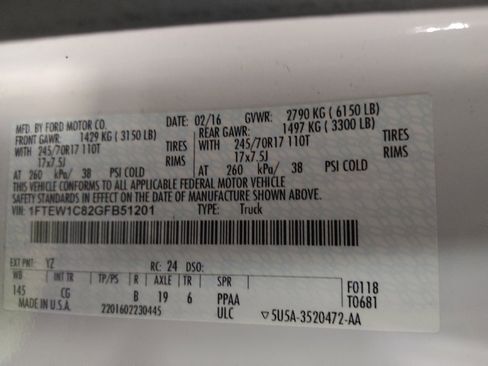 MFD. BY FORD MOTOR CO. DATE: 02/16 GVWR: 2790 KG ( 6150 LB)
FRONT GAWR: 1429 KG ( 3150 LB) REAR GAWR: 1497 KG ( 3300 LB)
WITH 245/70R17 110T TIRES WITH 245/70R17 110T TIRES
17x7.5J RIMS 17x7.5J RIMS
AT 260 kPa/ 38 PSI COLD AT 260 kPa/ 38 PSI COLD
THIS VEHICLE CONFORMS TO ALL APPLICABLE FEDERAL MOTOR VEHICLE
SAFETY STANDARDS IN EFFECT ON THE DATE OF MANUFACTURE SHOWN ABOVE.
VIN: 1FTEW1C82GFB51201 TYPE: Truck
EXT PNT: YZ RC: 24 DSO:
WB INT TR TP/PS R AXLE TR SPR
145 CG B 19 6 PPAA F0118
MADE IN U.S.A. 2201602230445 ULC T0681
▽5U5A-3520472-AA